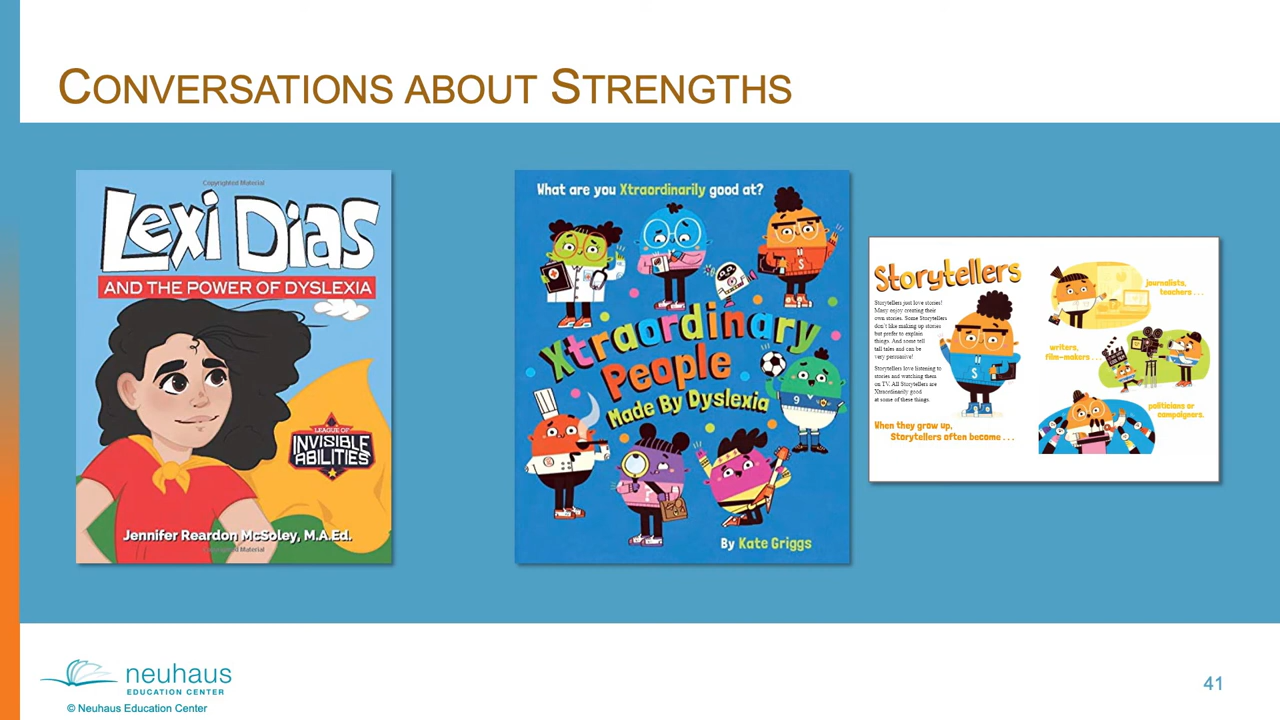 CONVERSATIONS ABOUT STRENGTHS
Copyrighted Material
LEXI DIAS
AND THE POWER OF DYSLEXIA
LEAGUE OF
INVISIBLE
ABILITIES
Jennifer Reardon McSoley, M.A.Ed.
Copyrighted Material
What are you Xtraordinarily good at?
Xtraordinary
People
Made By Dyslexia
By Kate Griggs
Storytellers
Storytellers just love stories!
Many enjoy creating their
own stories. Some Storytellers
don't like making up stories
but prefer to explain
things. And some tell
tall tales and can be
very persuasive!
Storytellers love listening to
stories and watching them
on TV. All Storytellers are
Xtraordinarily good
at some of these things.
When they grow up,
Storytellers often become . . .
journalists,
teachers . . .
writers,
film-makers . . .
politicians or
campaigners.
neuhaus
EDUCATION CENTER
© Neuhaus Education Center
41